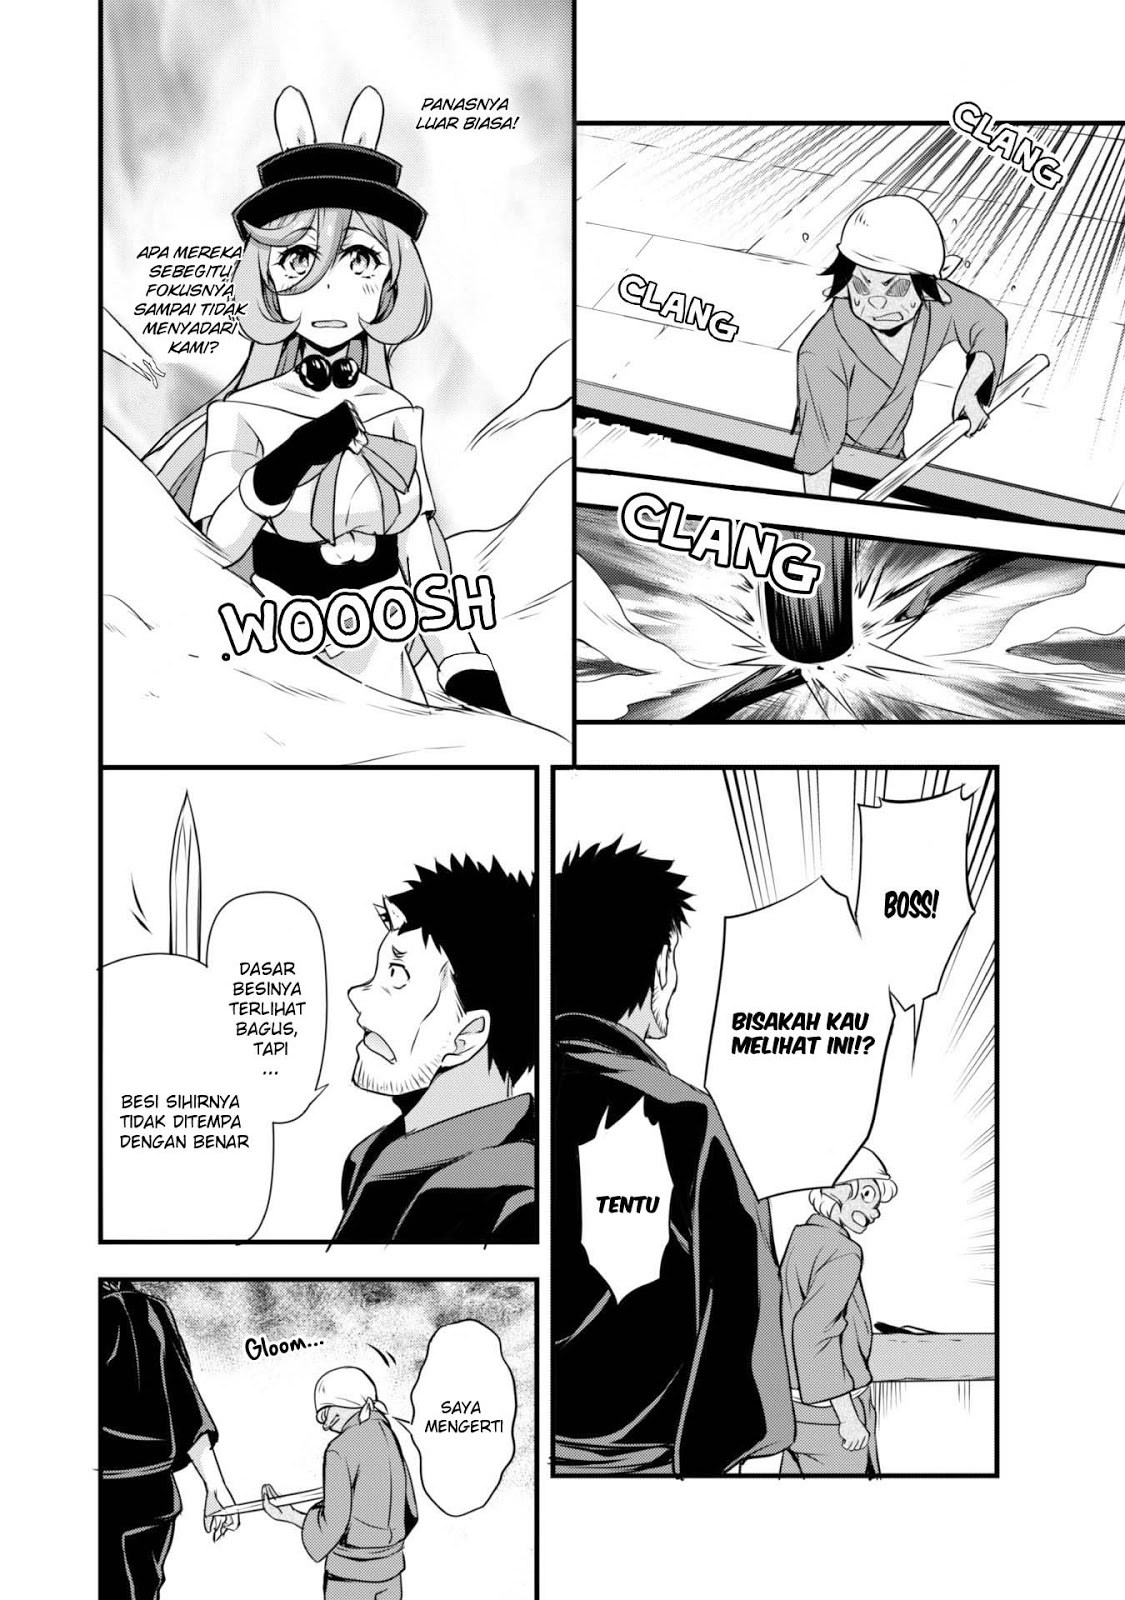 CLANG
CLANG
CLANG
CLANG
PANASNYA
LUAR BIASA!
APA MEREKA
SEBEGITU
FOKUSNYA
SAMPAI TIDAK
MENYADARI
KAMI?
WOOOSH
BOSS!
BISAKAH KAU
MELIHAT INI!?
TENTU
DASAR
BESINYA
TERLIHAT
BAGUS,
TAPI
...
BESI SIHIRNYA
TIDAK DITEMPA
DENGAN BENAR
Gloom...
SAYA
MENGERTI